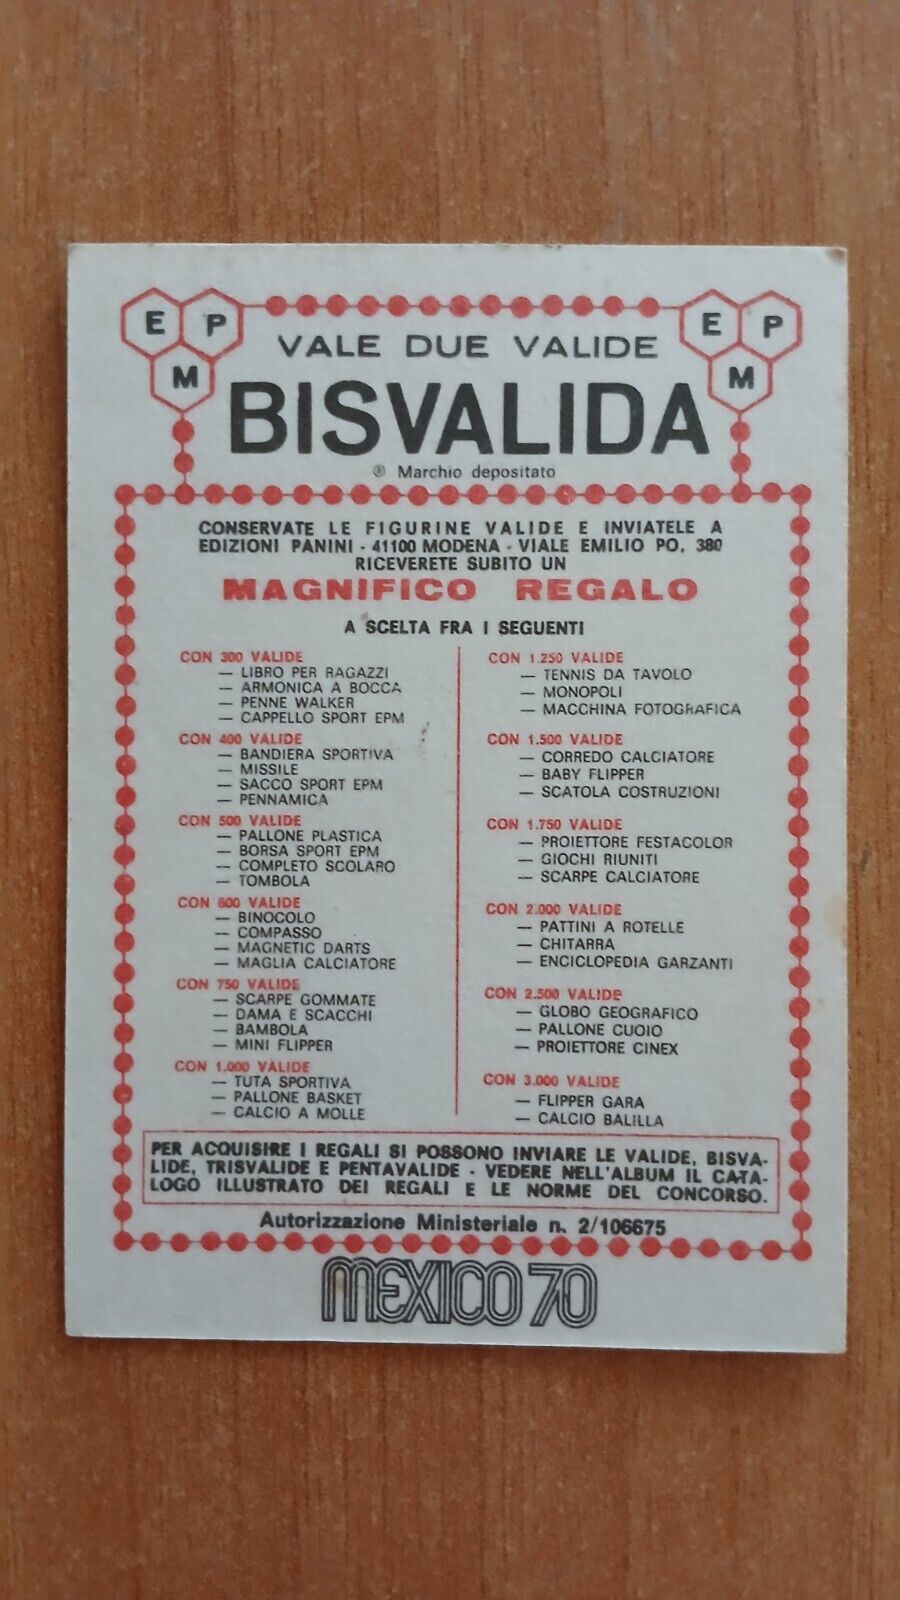 E P E P
VALE DUE VALIDE
M M
BISVALIDA
® Marchio depositato
CONSERVATE LE FIGURINE VALIDE E INVIATELE A
EDIZIONI PANINI - 41100 MODENA - VIALE EMILIO PO, 380
RICEVERETE SUBITO UN
MAGNIFICO REGALO
A SCELTA FRA I SEGUENTI
CON 300 VALIDE
— LIBRO PER RAGAZZI
— ARMONICA A BOCCA
— PENNE WALKER
— CAPPELLO SPORT EPM
CON 400 VALIDE
— BANDIERA SPORTIVA
— MISSILE
— SACCO SPORT EPM
— PENNAMICA
CON 500 VALIDE
— PALLONE PLASTICA
— BORSA SPORT EPM
— COMPLETO SCOLARO
— TOMBOLA
CON 600 VALIDE
— BINOCOLO
— COMPASSO
— MAGNETIC DARTS
— MAGLIA CALCIATORE
CON 750 VALIDE
— SCARPE GOMMATE
— DAMA E SCACCHI
— BAMBOLA
— MINI FLIPPER
CON 1.000 VALIDE
— TUTA SPORTIVA
— PALLONE BASKET
— CALCIO A MOLLE
CON 1.250 VALIDE
— TENNIS DA TAVOLO
— MONOPOLI
— MACCHINA FOTOGRAFICA
CON 1.500 VALIDE
— CORREDO CALCIATORE
— BABY FLIPPER
— SCATOLA COSTRUZIONI
CON 1.750 VALIDE
— PROIETTORE FESTACOLOR
— GIOCHI RIUNITI
— SCARPE CALCIATORE
CON 2.000 VALIDE
— PATTINI A ROTELLE
— CHITARRA
— ENCICLOPEDIA GARZANTI
CON 2.500 VALIDE
— GLOBO GEOGRAFICO
— PALLONE CUOIO
— PROIETTORE CINEX
CON 3.000 VALIDE
— FLIPPER GARA
— CALCIO BALILLA
PER ACQUISIRE I REGALI SI POSSONO INVIARE LE VALIDE, BISVA-
LIDE, TRISVALIDE E PENTAVALIDE - VEDERE NELL'ALBUM IL CATA-
LOGO ILLUSTRATO DEI REGALI E LE NORME DEL CONCORSO.
Autorizzazione Ministeriale n. 2/106675
MEXICO 70